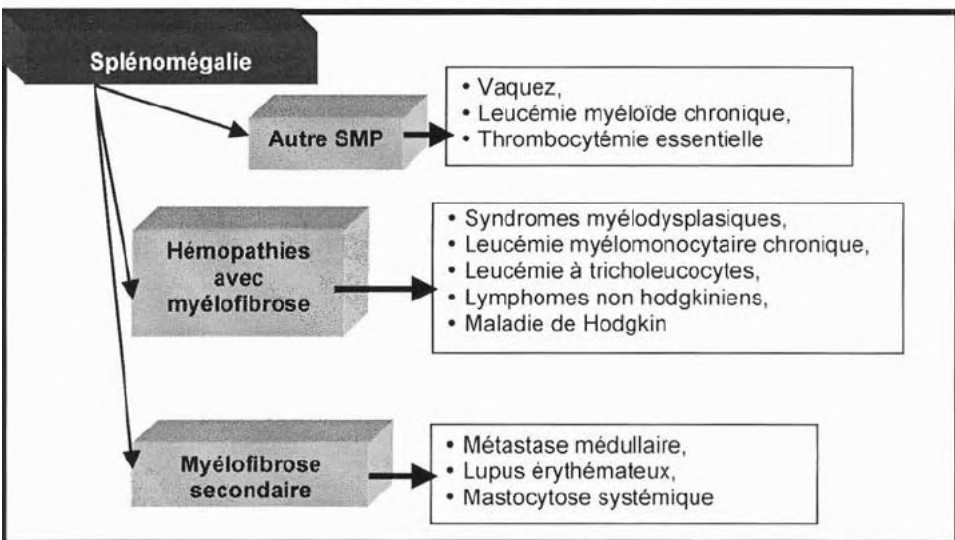 Splénomégalie
Autre SMP
• Vaquez,
• Leucémie myéloïde chronique,
• Thrombocytémie essentielle
Hémopathies
avec
myélofibrose
• Syndromes myélodysplasiques,
• Leucémie myélomonocytaire chronique,
• Leucémie à tricholeucocytes,
• Lymphomes non hodgkiniens,
• Maladie de Hodgkin
Myélofibrose
secondaire
• Métastase médullaire,
• Lupus érythémateux,
• Mastocytose systémique